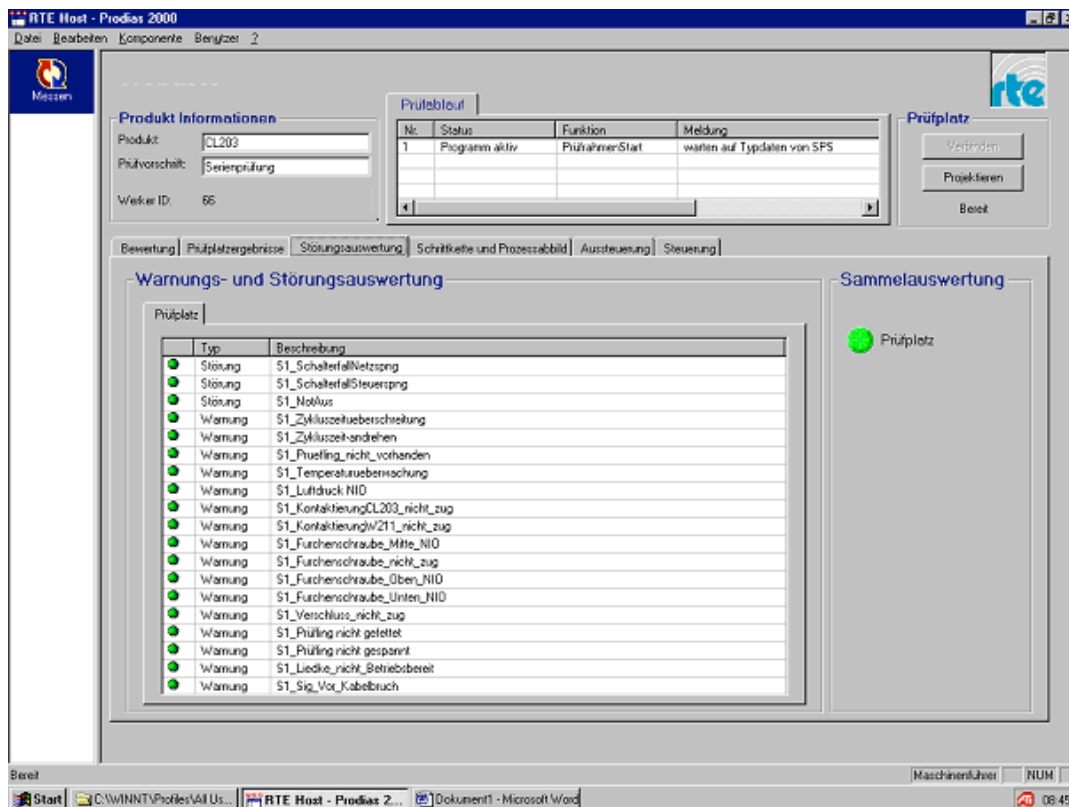 RTE Host - Prodias 2000
Datei Bearbeiten Komponente Benutzer ?
Messen
rte
Produkt Informationen
Produkt: CL203
Prüfvorschrift: Serienprüfung
Werker ID: 66
Prüfablauf
Nr. Status Funktion Meldung
1 Programm aktiv PrüfrahmenStart warten auf Typdaten von SPS
Prüfplatz
Verbinden
Projektieren
Bereit
Bewertung Prüfplatzergebnisse Störungsauswertung Schrittkette und Prozessabbild Aussteuerung Steuerung
Warnungs- und Störungsauswertung
Prüfplatz
Typ Beschreibung
Störung S1_SchalterfallNetzspng
Störung S1_SchalterfallSteuerspng
Störung S1_NotAus
Warnung S1_Zykluszeitueberschreitung
Warnung S1_Zykluszeit-andrehen
Warnung S1_Pruefling_nicht_vorhanden
Warnung S1_Temperaturueberwachung
Warnung S1_Luftdruck NIO
Warnung S1_KontaktierungCL203_nicht_zug
Warnung S1_KontaktierungW211_nicht_zug
Warnung S1_Furchenschraube_Mitte_NIO
Warnung S1_Furchenschraube_nicht_zug
Warnung S1_Furchenschraube_Oben_NIO
Warnung S1_Furchenschraube_Unten_NIO
Warnung S1_Verschluss_nicht_zug
Warnung S1_Prüfling nicht gefettet
Warnung S1_Prüfling nicht gespannt
Warnung S1_Liedke_nicht_Betriebsbereit
Warnung S1_Sig_Vor_Kabelbruch
Sammelauswertung
Prüfplatz
Bereit
Maschinenführer NUM
Start C:\WINNT\Profiles\All Us... RTE Host - Prodias 2... Dokument1 - Microsoft Word 08:45